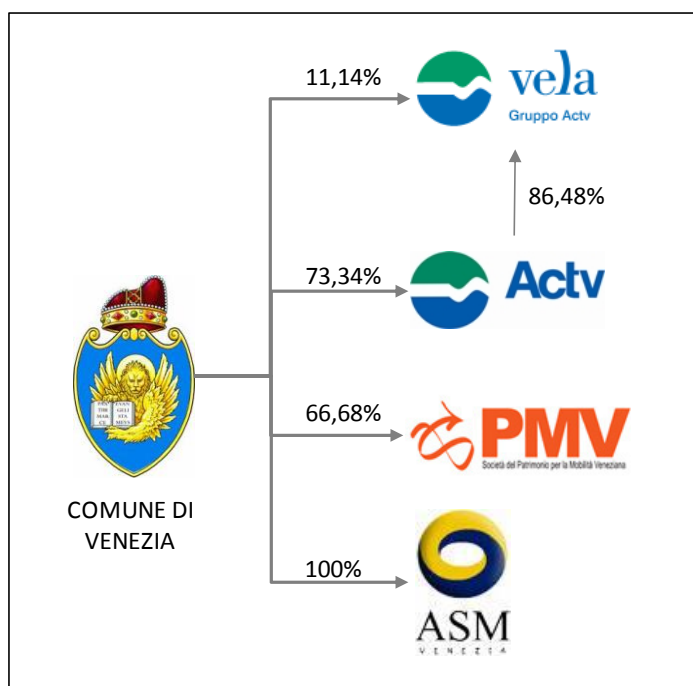 11,14%
vela
Gruppo Actv
86,48%
73,34%
Actv
66,68%
PMV
Società del Patrimonio per la Mobilità Veneziana
COMUNE DI
VENEZIA
100%
ASM
VENEZIA